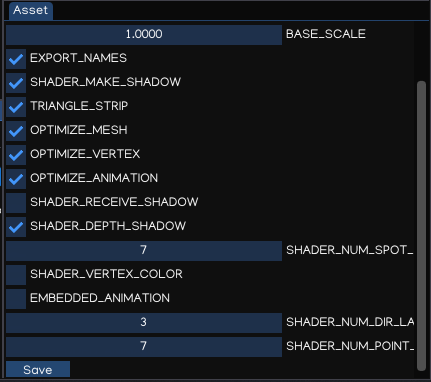 Asset
1.0000 BASE_SCALE
EXPORT_NAMES
SHADER_MAKE_SHADOW
TRIANGLE_STRIP
OPTIMIZE_MESH
OPTIMIZE_VERTEX
OPTIMIZE_ANIMATION
SHADER_RECEIVE_SHADOW
SHADER_DEPTH_SHADOW
7 SHADER_NUM_SPOT_
SHADER_VERTEX_COLOR
EMBEDDED_ANIMATION
3 SHADER_NUM_DIR_LA
7 SHADER_NUM_POINT_
Save